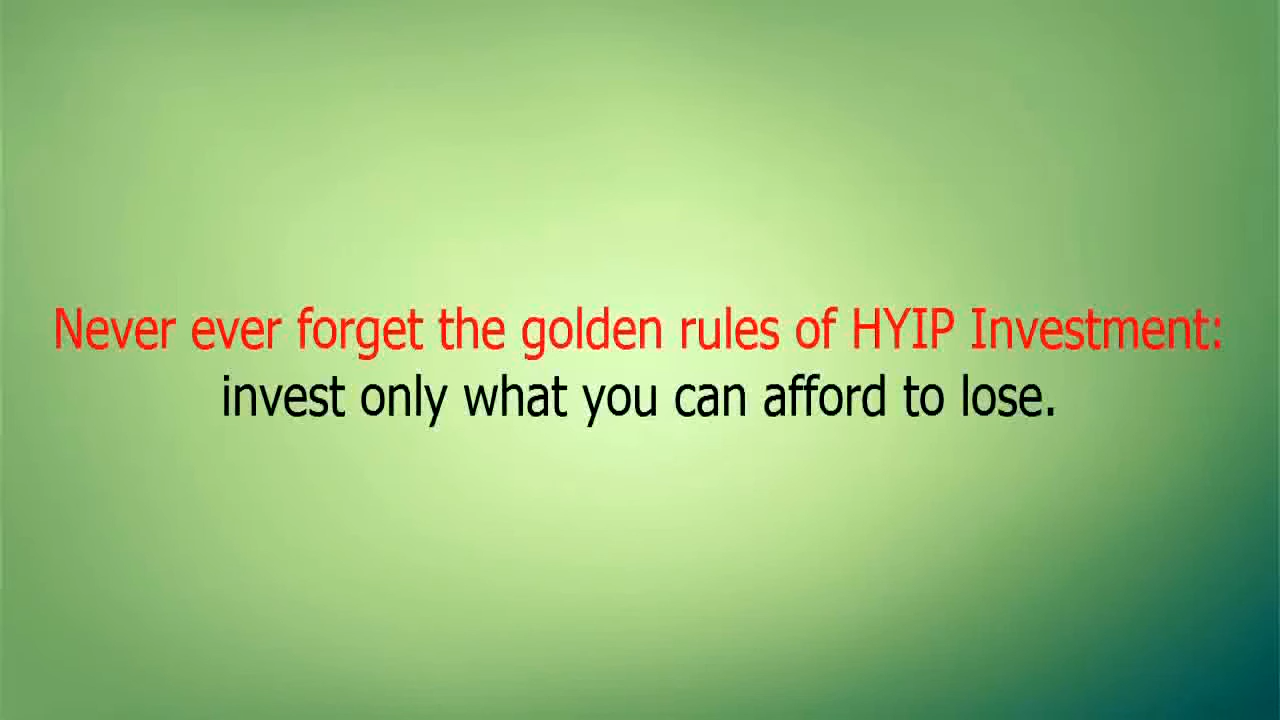 Never ever forget the golden rules of HYIP Investment:
invest only what you can afford to lose.